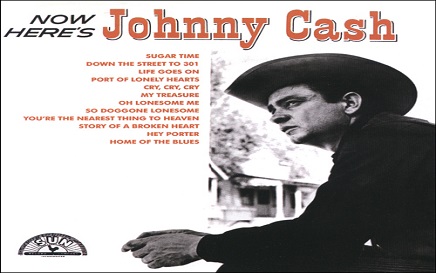 NOW
HERE'S Johnny Cash
SUGAR TIME
DOWN THE STREET TO 301
LIFE GOES ON
PORT OF LONELY HEARTS
CRY, CRY, CRY
MY TREASURE
OH LONESOME ME
SO DOGGONE LONESOME
YOU'RE THE NEAREST THING TO HEAVEN
STORY OF A BROKEN HEART
HEY PORTER
HOME OF THE BLUES
SUN